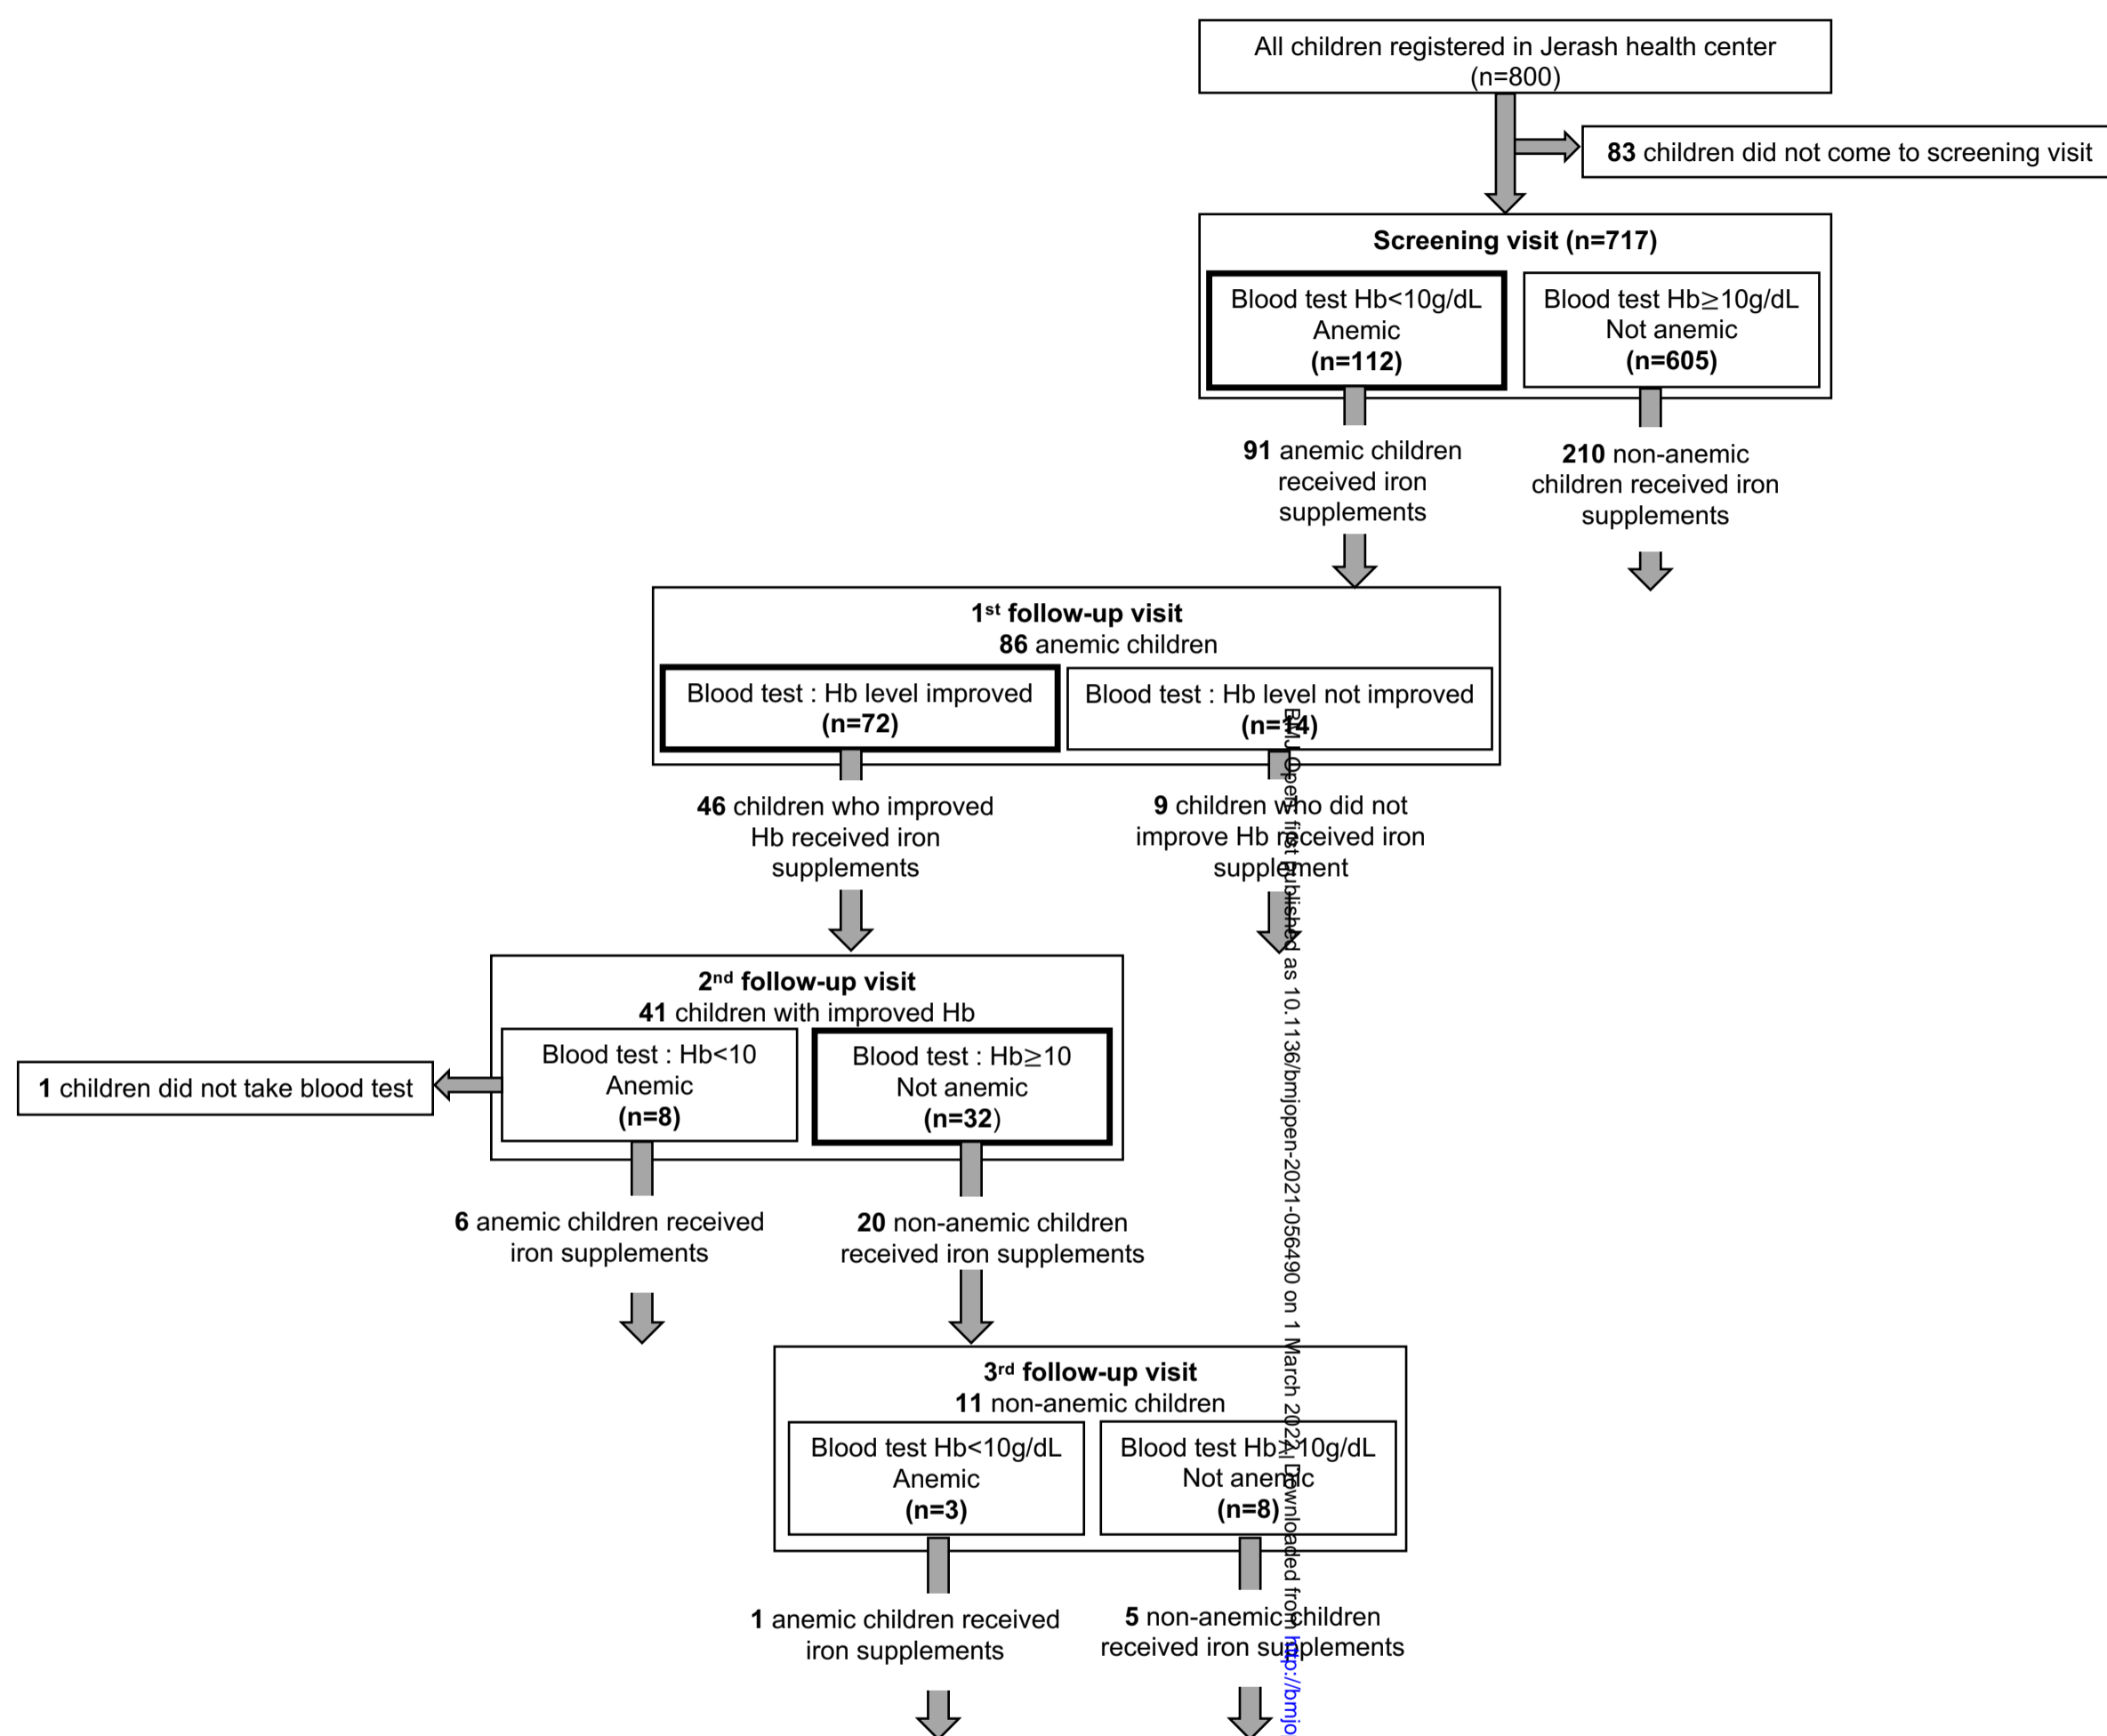 All children registered in Jerash health center
(n=800)
83 children did not come to screening visit
Screening visit (n=717)
Blood test Hb<10g/dL
Anemic
(n=112)
Blood test Hb≥10g/dL
Not anemic
(n=605)
91 anemic children
received iron
supplements
210 non-anemic
children received iron
supplements
1st follow-up visit
86 anemic children
Blood test : Hb level improved
(n=72)
Blood test : Hb level not improved
(n=14)
46 children who improved
Hb received iron
supplements
9 children who did not
improve Hb received iron
supplement
2nd follow-up visit
41 children with improved Hb
Blood test : Hb<10
Anemic
(n=8)
Blood test : Hb≥10
Not anemic
(n=32)
1 children did not take blood test
6 anemic children received
iron supplements
20 non-anemic children
received iron supplements
3rd follow-up visit
11 non-anemic children
Blood test Hb<10g/dL
Anemic
(n=3)
Blood test Hb≥10g/dL
Not anemic
(n=8)
1 anemic children received
iron supplements
5 non-anemic children
received iron supplements
BMJ Open: first published as 10.1136/bmjopen-2021-056490 on 1 March 2022. Downloaded from http://bmjo